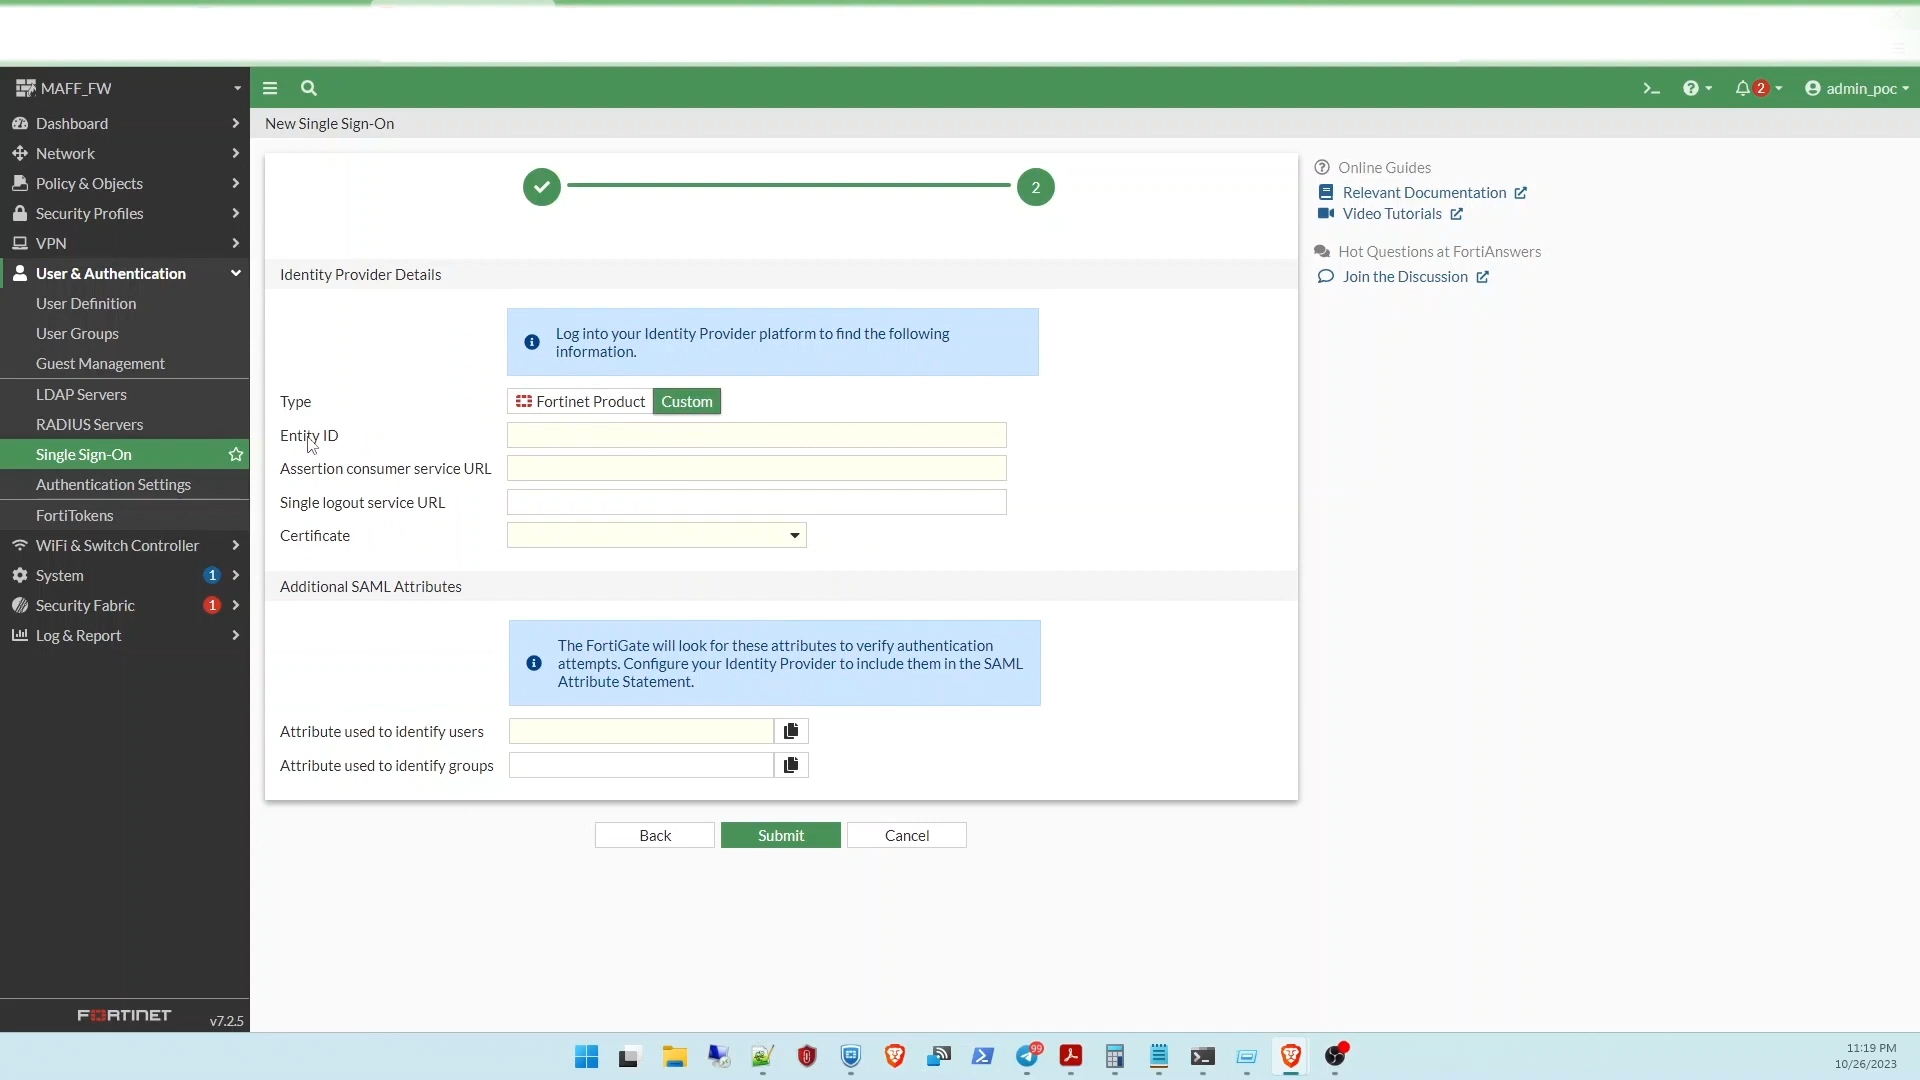 MAFF_FW
2
admin_poc
Dashboard
Network
Policy & Objects
Security Profiles
VPN
User & Authentication
User Definition
User Groups
Guest Management
LDAP Servers
RADIUS Servers
Single Sign-On
Authentication Settings
FortiTokens
WiFi & Switch Controller
System 1
Security Fabric 1
Log & Report
FORTINET v7.2.5
New Single Sign-On
2
Identity Provider Details
Log into your Identity Provider platform to find the following
information.
Type Fortinet Product Custom
Entity ID
Assertion consumer service URL
Single logout service URL
Certificate
Additional SAML Attributes
The FortiGate will look for these attributes to verify authentication
attempts. Configure your Identity Provider to include them in the SAML
Attribute Statement.
Attribute used to identify users
Attribute used to identify groups
Back Submit Cancel
Online Guides
Relevant Documentation
Video Tutorials
Hot Questions at FortiAnswers
Join the Discussion
99
11:19 PM
10/26/2023